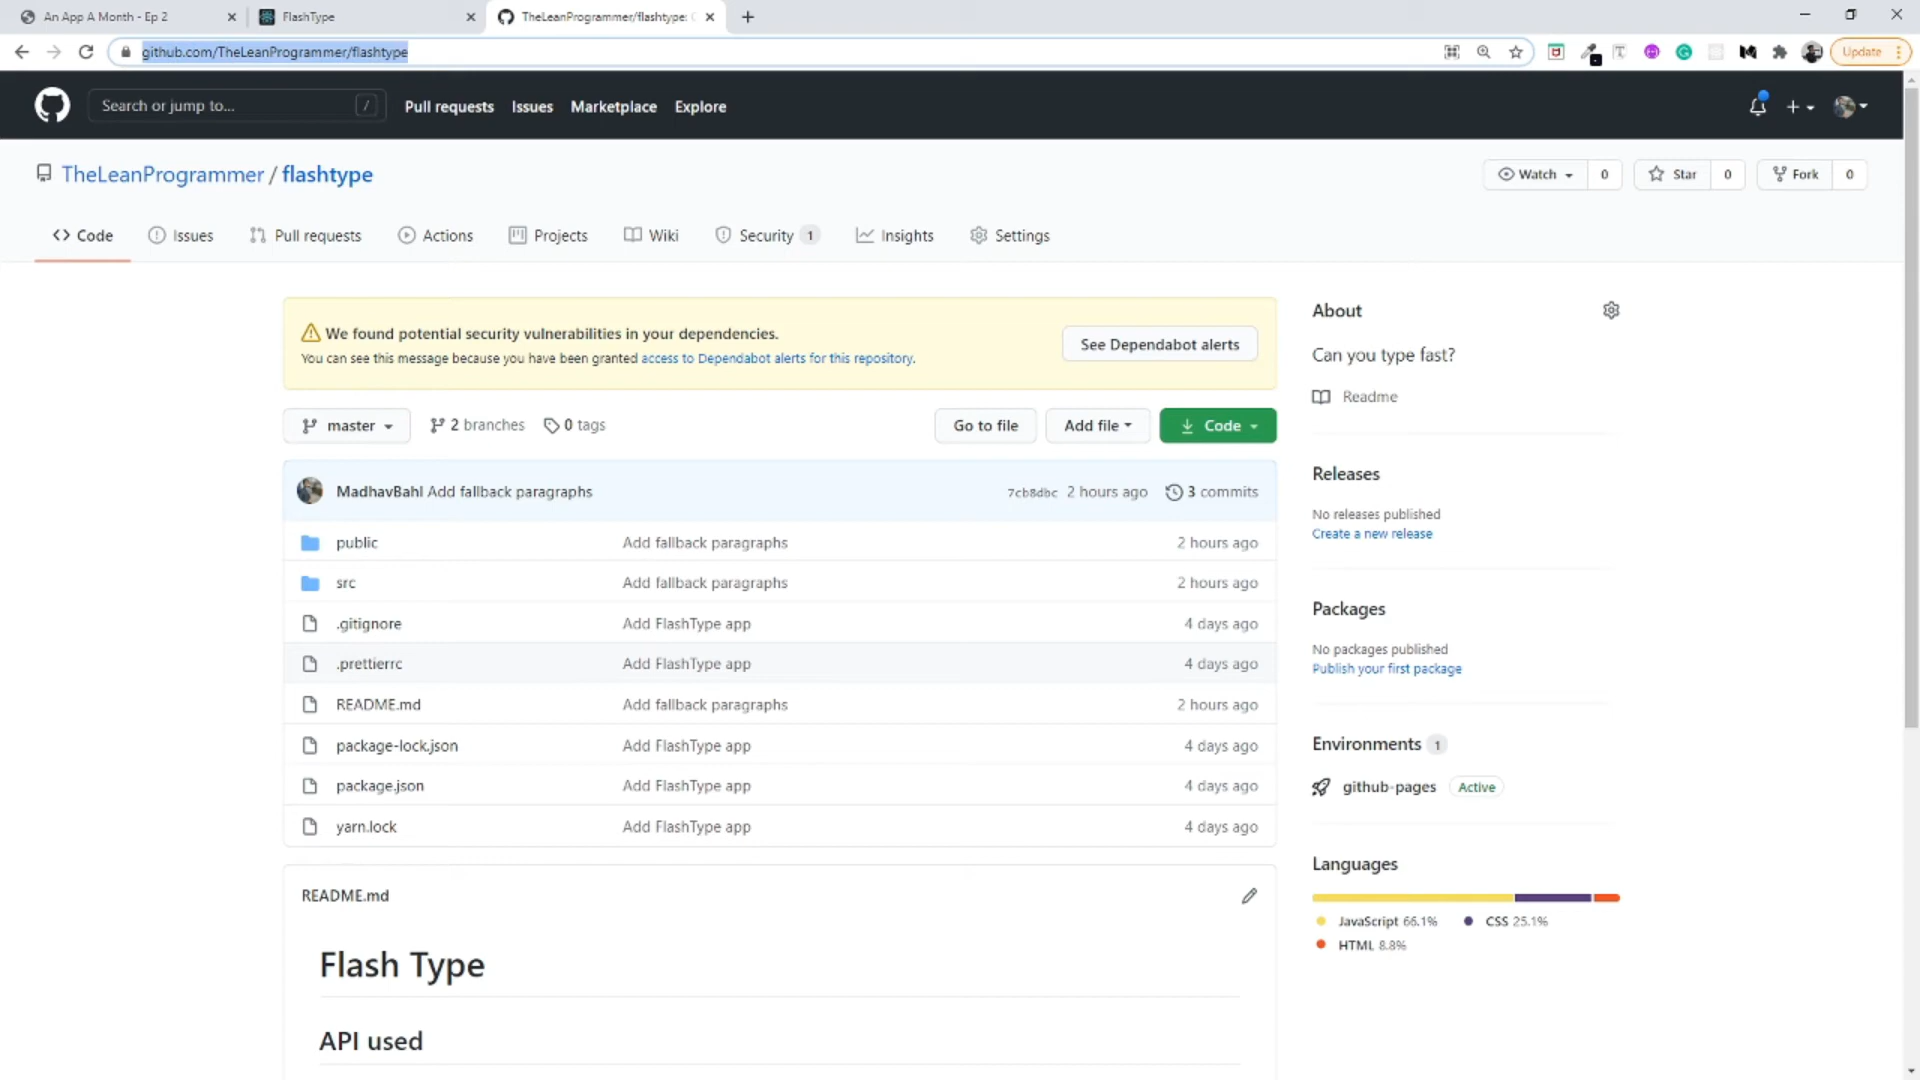 An App A Month - Ep 2
FlashType
TheLeanProgrammer/flashtype:
github.com/TheLeanProgrammer/flashtype
Update
Search or jump to...
/
Pull requests
Issues
Marketplace
Explore
TheLeanProgrammer / flashtype
Watch 0
Star 0
Fork 0
Code
Issues
Pull requests
Actions
Projects
Wiki
Security 1
Insights
Settings
We found potential security vulnerabilities in your dependencies.
You can see this message because you have been granted access to Dependabot alerts for this repository.
See Dependabot alerts
master
2 branches
0 tags
Go to file
Add file
Code
MadhavBahl Add fallback paragraphs 7cb8dbc 2 hours ago 3 commits
public Add fallback paragraphs 2 hours ago
src Add fallback paragraphs 2 hours ago
.gitignore Add FlashType app 4 days ago
.prettierrc Add FlashType app 4 days ago
README.md Add fallback paragraphs 2 hours ago
package-lock.json Add FlashType app 4 days ago
package.json Add FlashType app 4 days ago
yarn.lock Add FlashType app 4 days ago
README.md
Flash Type
API used
About
Can you type fast?
Readme
Releases
No releases published
Create a new release
Packages
No packages published
Publish your first package
Environments 1
github-pages Active
Languages
JavaScript 66.1% CSS 25.1%
HTML 8.8%